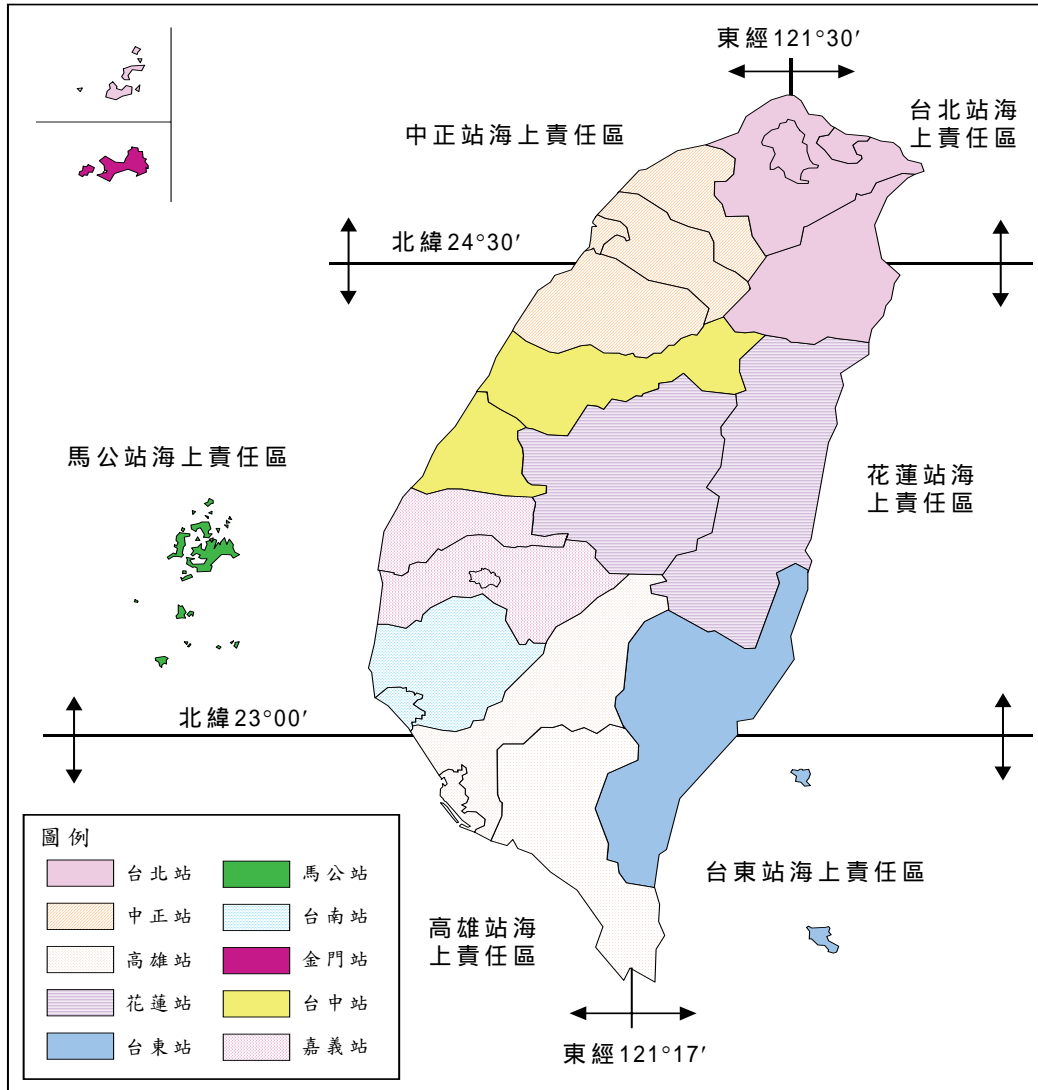 東經121°30′
台北站海
上責任區
中正站海上責任區
北緯24°30′
馬公站海上責任區
花蓮站海
上責任區
北緯23°00′
台東站海上責任區
高雄站海
上責任區
東經121°17′
圖例
台北站
馬公站
中正站
台南站
高雄站
金門站
花蓮站
台中站
台東站
嘉義站